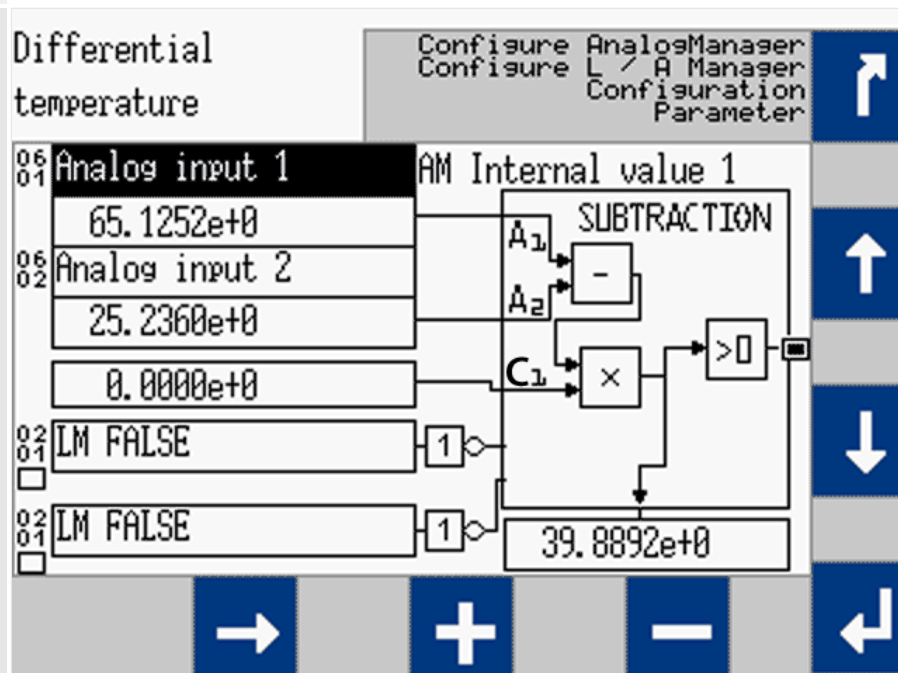 Differential
temperature
Configure AnalogManager
Configure L / A Manager
Configuration
Parameter
06
01
Analog input 1
AM Internal value 1
65.1252e+0
SUBTRACTION
A1
06
02
Analog input 2
-
A2
25.2360e+0
>0
0.0000e+0
C1
×
02
01
LM FALSE
1
02
01
LM FALSE
1
39.8892e+0